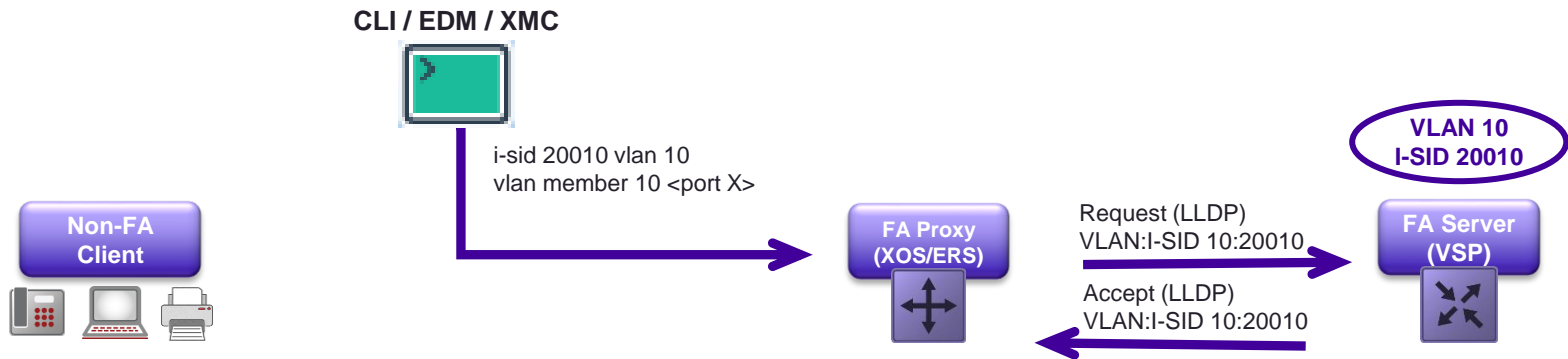 CLI / EDM / XMC
i-sid 20010 vlan 10
vlan member 10 <port X>
VLAN 10
I-SID 20010
Non-FA
Client
FA Proxy
(XOS/ERS)
Request (LLDP)
VLAN:I-SID 10:20010
Accept (LLDP)
VLAN:I-SID 10:20010
FA Server
(VSP)